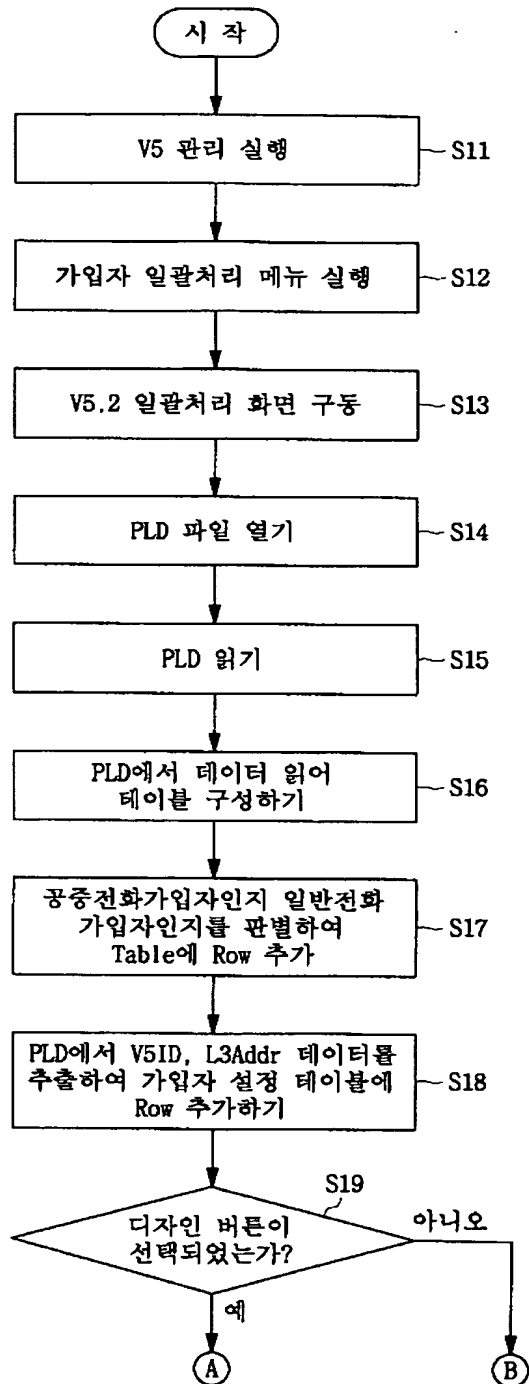 시 작
V5 관리 실행
S11
가입자 일괄처리 메뉴 실행
S12
V5.2 일괄처리 화면 구동
S13
PLD 파일 열기
S14
PLD 읽기
S15
PLD에서 데이터 읽어
테이블 구성하기
S16
공중전화가입자인지 일반전화
가입자인지를 판별하여
Table에 Row 추가
S17
PLD에서 V5ID, L3Addr 데이터를
추출하여 가입자 설정 테이블에
Row 추가하기
S18
S19
디자인 버튼이
선택되었는가?
아니오
예
A
B